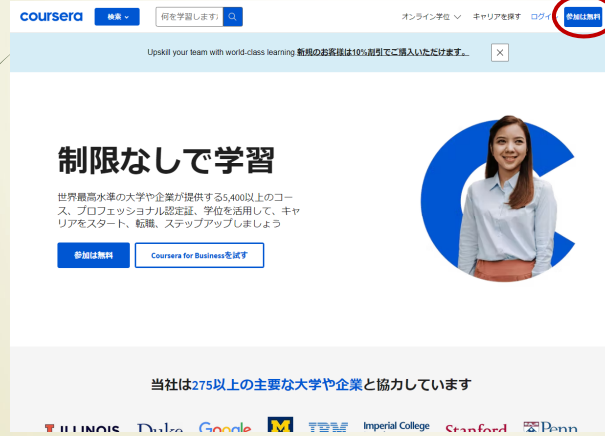 coursera 検索 何を学習します オンライン学位 キャリアを探す ログイ 参加は無料
Upskill your team with world-class learning 新規のお客様は10%割引でご購入いただけます。
制限なしで学習
世界最高水準の大学や企業が提供する5,400以上のコー
ス、プロフェッショナル認定証、学位を活用して、キャ
リアをスタート、転職、ステップアップしましょう
参加は無料 Coursera for Businessを試す
当社は275以上の主要な大学や企業と協力しています
ILLINOIS Duke Google M IBM Imperial College Stanford Penn